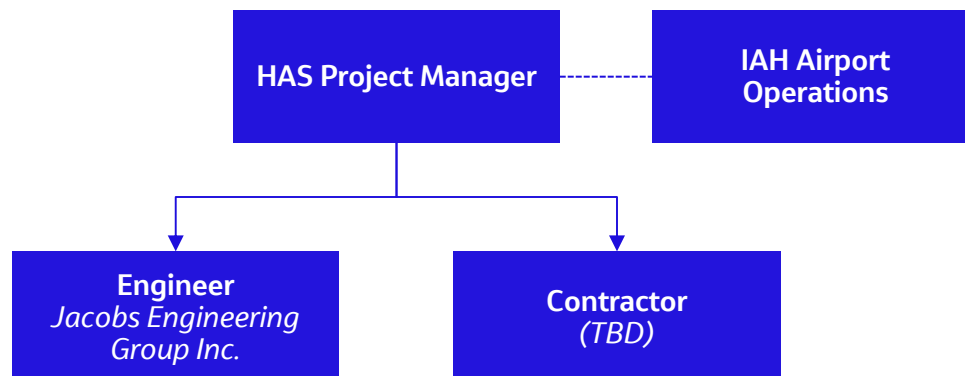 HAS Project Manager
IAH Airport
Operations
Engineer
Jacobs Engineering
Group Inc.
Contractor
(TBD)